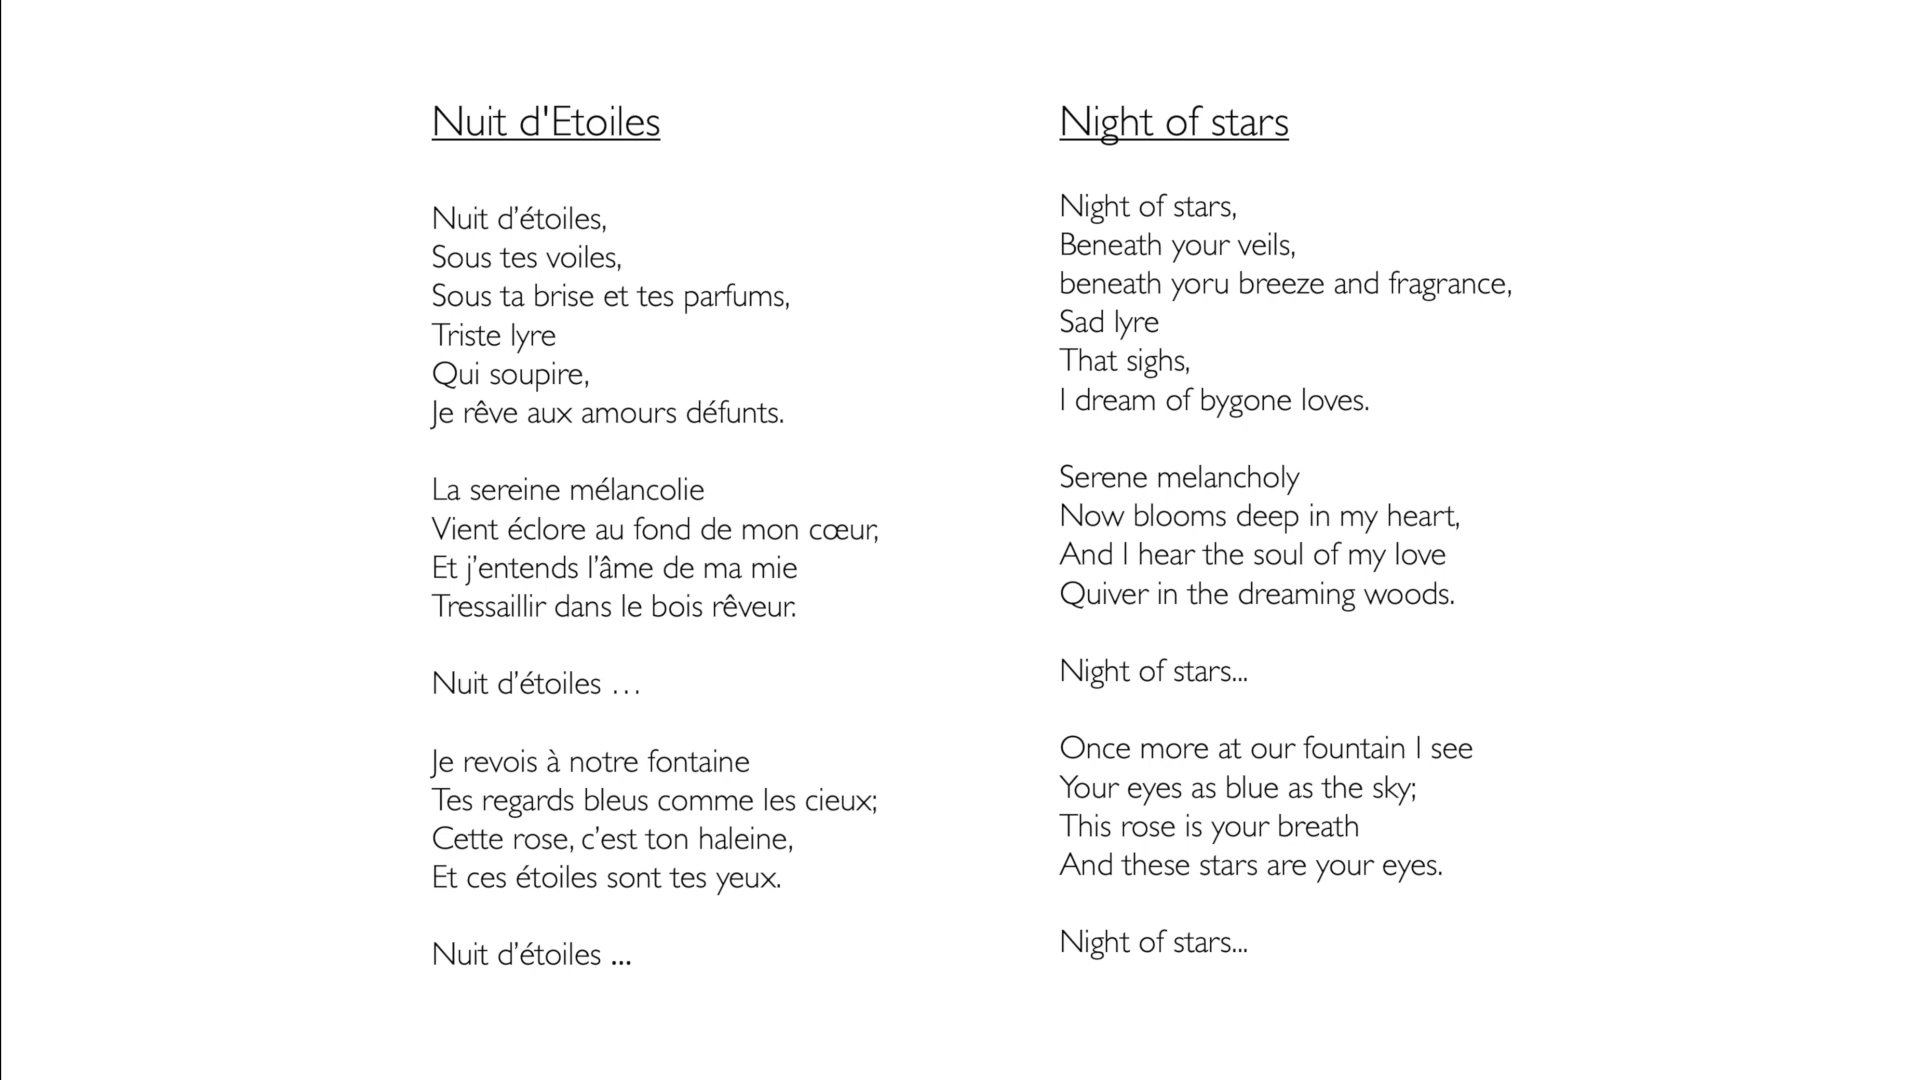 Nuit d'Etoiles
Nuit d’étoiles,
Sous tes voiles,
Sous ta brise et tes parfums,
Triste lyre
Qui soupire,
Je rêve aux amours défunts.
La sereine mélancolie
Vient éclore au fond de mon cœur,
Et j’entends l’âme de ma mie
Tressaillir dans le bois rêveur.
Nuit d’étoiles …
Je revois à notre fontaine
Tes regards bleus comme les cieux;
Cette rose, c’est ton haleine,
Et ces étoiles sont tes yeux.
Nuit d’étoiles ...
Night of stars
Night of stars,
Beneath your veils,
beneath yoru breeze and fragrance,
Sad lyre
That sighs,
I dream of bygone loves.
Serene melancholy
Now blooms deep in my heart,
And I hear the soul of my love
Quiver in the dreaming woods.
Night of stars...
Once more at our fountain I see
Your eyes as blue as the sky;
This rose is your breath
And these stars are your eyes.
Night of stars...